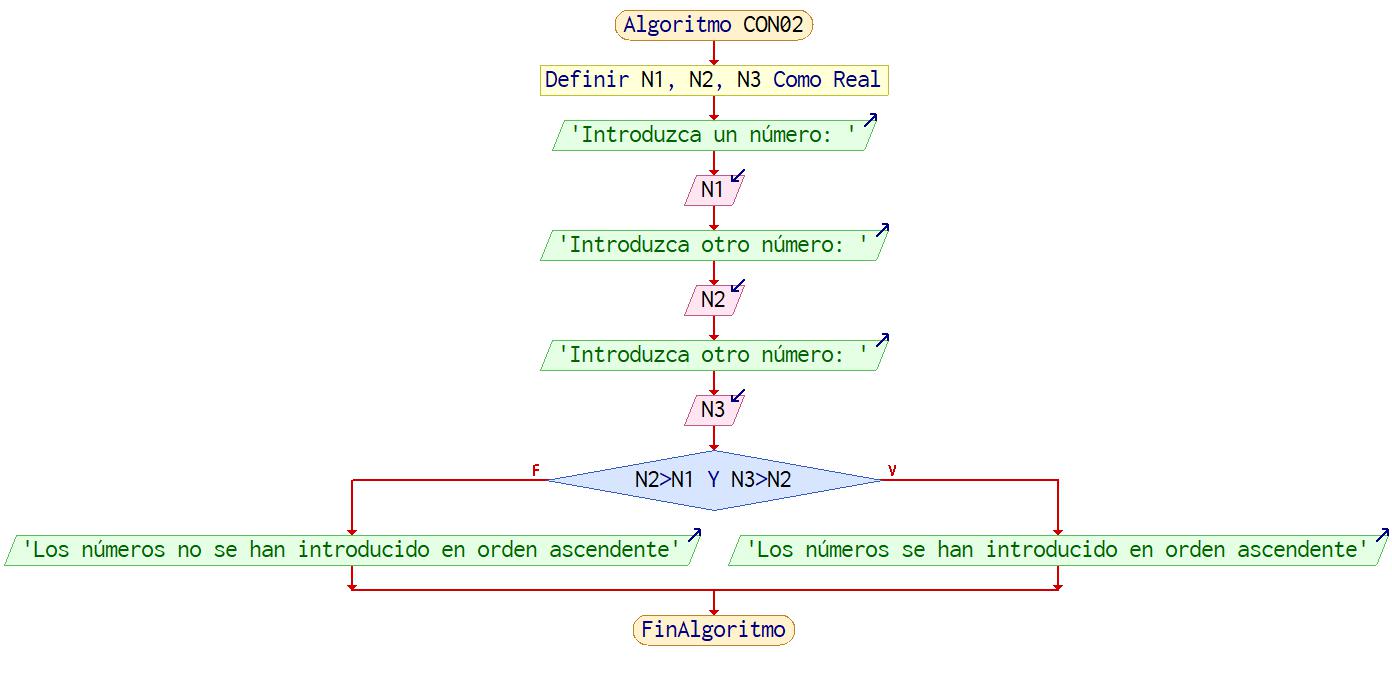 Algoritmo CON02
Definir N1, N2, N3 Como Real
'Introduzca un número: '
N1
'Introduzca otro número: '
N2
'Introduzca otro número: '
N3
F
N2>N1 Y N3>N2
V
'Los números no se han introducido en orden ascendente'
'Los números se han introducido en orden ascendente'
FinAlgoritmo